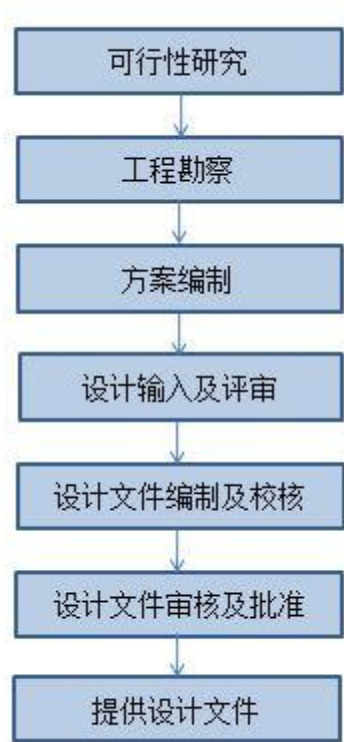 可行性研究
工程勘察
方案编制
设计输入及评审
设计文件编制及校核
设计文件审核及批准
提供设计文件